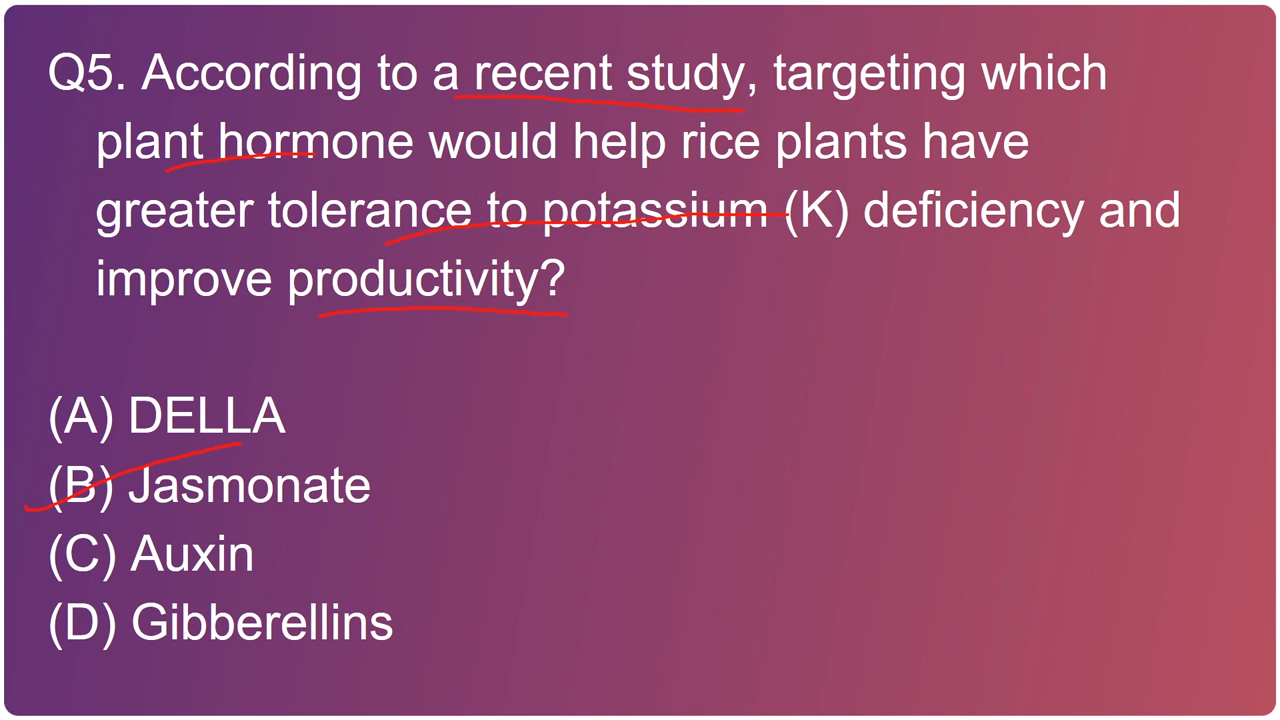 Q5. According to a recent study, targeting which
plant hormone would help rice plants have
greater tolerance to potassium (K) deficiency and
improve productivity?
(A) DELLA
(B) Jasmonate
(C) Auxin
(D) Gibberellins